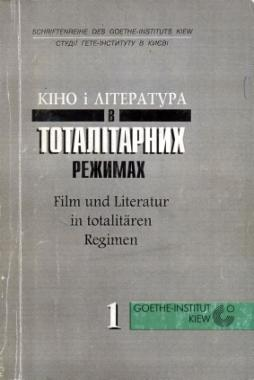 SCHRIFTENREIHE DES GOETHE-INSTITUTS KIEW
СТУДІЇ ГЕТЕ-ІНСТИТУТУ В КИЄВІ
КІНО і ЛІТЕРАТУРА
В
ТОТАЛІТАРНИХ
РЕЖИМАХ
Film und Literatur
in totalitären
Regimen
1
GOETHE-INSTITUT
KIEW